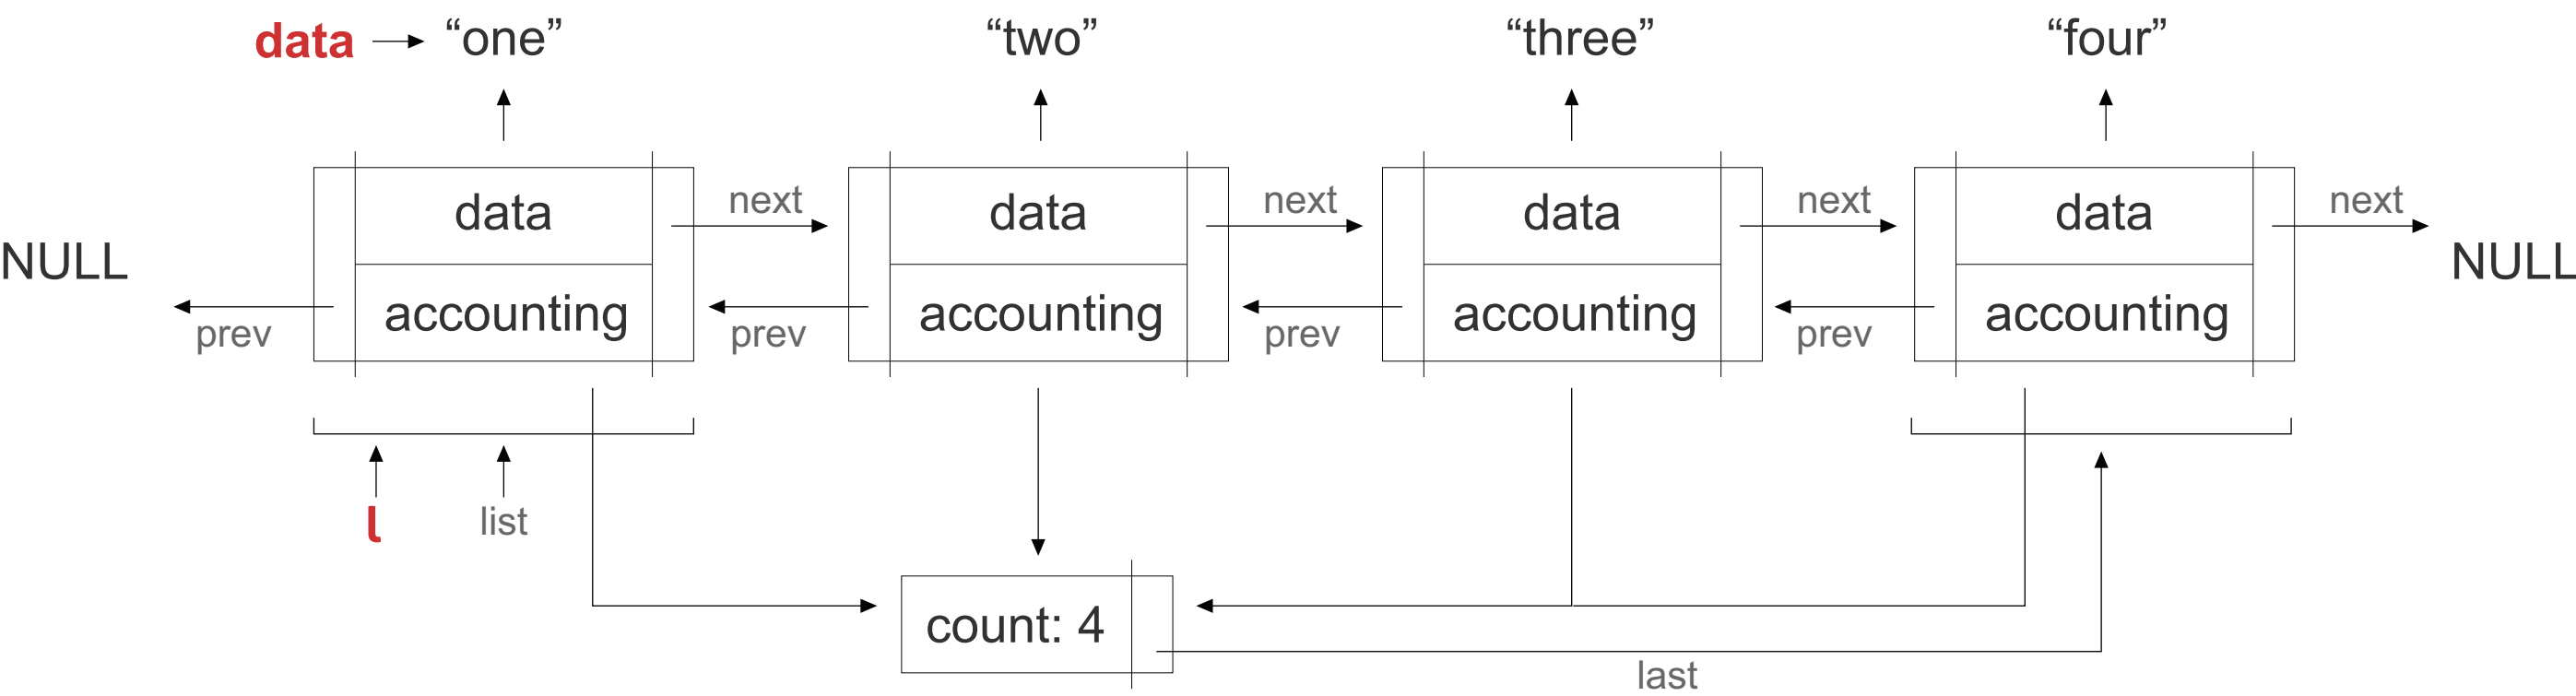 data “one” “two” “three” “four”
data next data next data next data next
NULL NULL
accounting accounting accounting accounting
prev prev prev prev
l list
count: 4
last